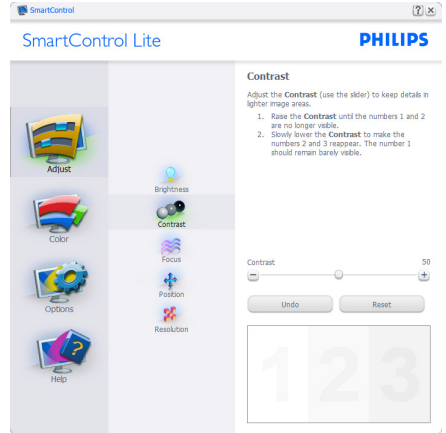 SmartControl
SmartControl Lite
PHILIPS
Adjust
Color
Options
Help
Brightness
Contrast
Focus
Position
Resolution
Contrast
Adjust the Contrast (use the slider) to keep details in
lighter image areas.
1. Raise the Contrast until the numbers 1 and 2
are no longer visible.
2. Slowly lower the Contrast to make the
numbers 2 and 3 reappear. The number 1
should remain barely visible.
Contrast 50
Undo Reset
1 2 3